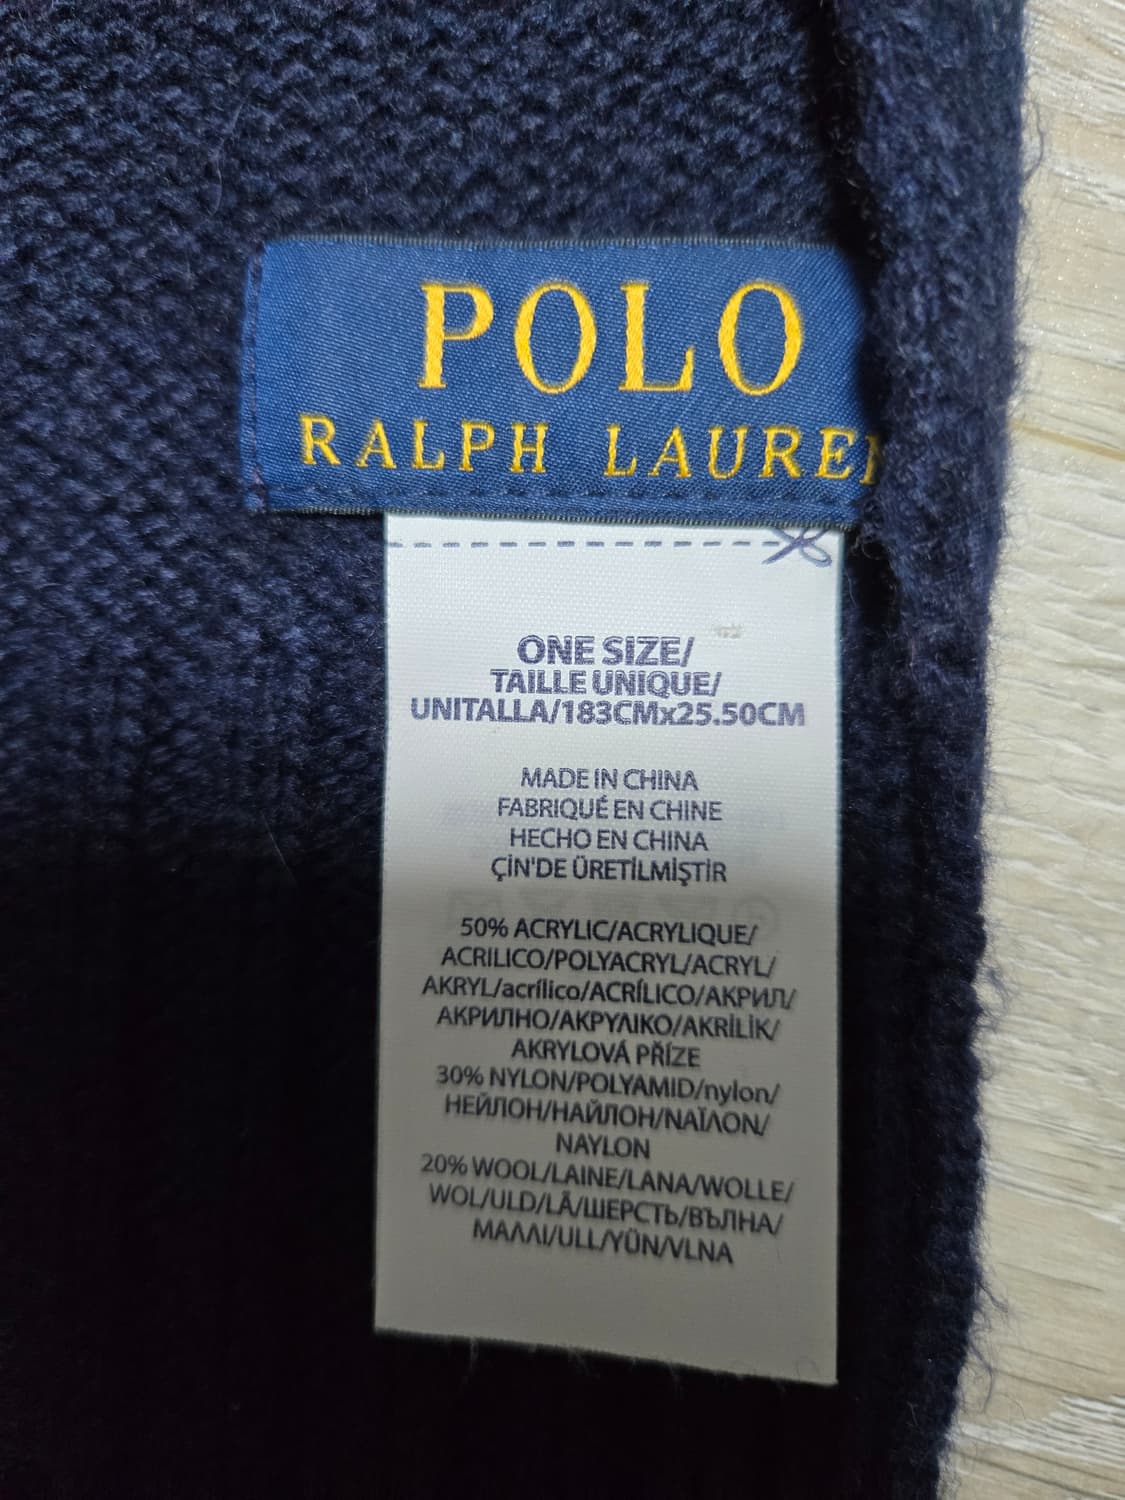 POLO
RALPH LAUREN
ONE SIZE/
TAILLE UNIQUE/
UNITALLA/183CMx25.50CM
MADE IN CHINA
FABRIQUÉ EN CHINE
HECHO EN CHINA
ÇİN'DE ÜRETİLMİŞTİR
50% ACRYLIC/ACRYLIQUE/
ACRILICO/POLYACRYL/ACRYL/
AKRYL/acrílico/ACRÍLICO/АКРИЛ/
АКРИЛНО/ΑΚΡΥΛΙΚΟ/AKRİLİK/
AKRYLOVÁ PŘÍZE
30% NYLON/POLYAMID/nylon/
НЕЙЛОН/НАЙЛОН/ΝΑΪΛΟΝ/
NAYLON
20% WOOL/LAINE/LANA/WOLLE/
WOL/ULD/LÃ/ШЕРСТЬ/ВЪЛНА/
ΜΑΛΛΙ/ULL/YÜN/VLNA